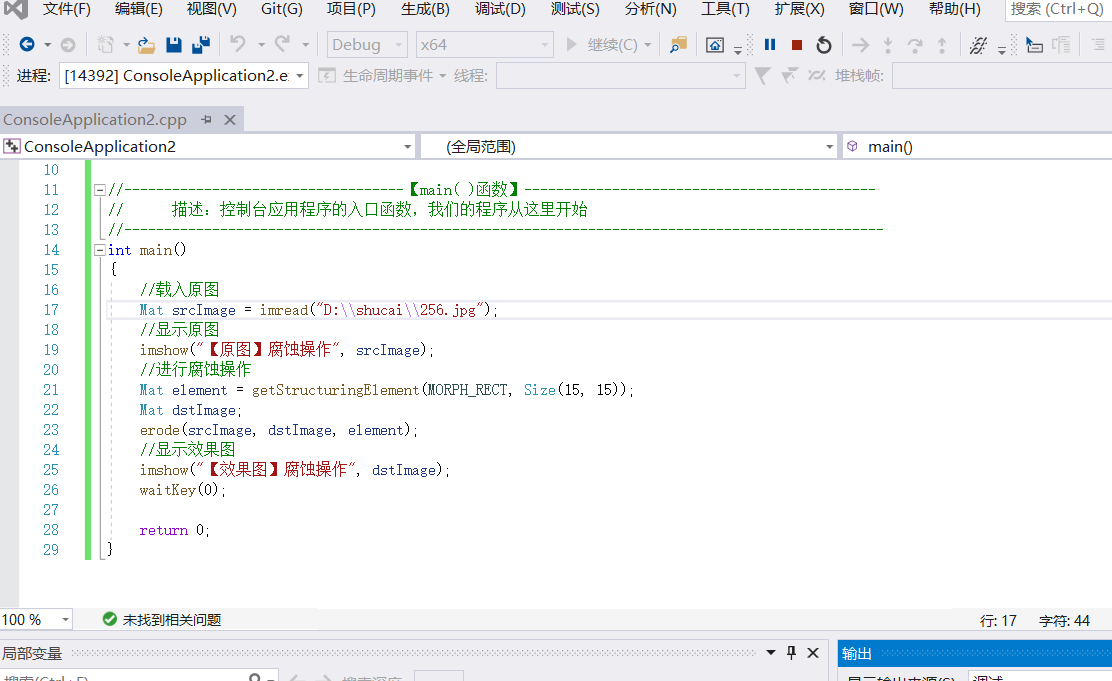 文件(F) 编辑(E) 视图(V) Git(G) 项目(P) 生成(B) 调试(D) 测试(S) 分析(N) 工具(T) 扩展(X) 窗口(W) 帮助(H) 搜索 (Ctrl+Q)
Debug x64 继续(C)
进程: [14392] ConsoleApplication2.e 生命周期事件 线程: 堆栈帧:
ConsoleApplication2.cpp
ConsoleApplication2 (全局范围) main()
10
11 //-----------------------------------【main( )函数】--------------------------------------------
12 // 描述：控制台应用程序的入口函数，我们的程序从这里开始
13 //-----------------------------------------------------------------------------------------------
14 int main()
15 {
16 //载入原图
17 Mat srcImage = imread("D:\\shucai\\256.jpg");
18 //显示原图
19 imshow("【原图】腐蚀操作", srcImage);
20 //进行腐蚀操作
21 Mat element = getStructuringElement(MORPH_RECT, Size(15, 15));
22 Mat dstImage;
23 erode(srcImage, dstImage, element);
24 //显示效果图
25 imshow("【效果图】腐蚀操作", dstImage);
26 waitKey(0);
27
28 return 0;
29 }
100 % 未找到相关问题 行: 17 字符: 44
局部变量 输出
搜索(Ctrl+E) 搜索深度 显示输出来源(S) 调试